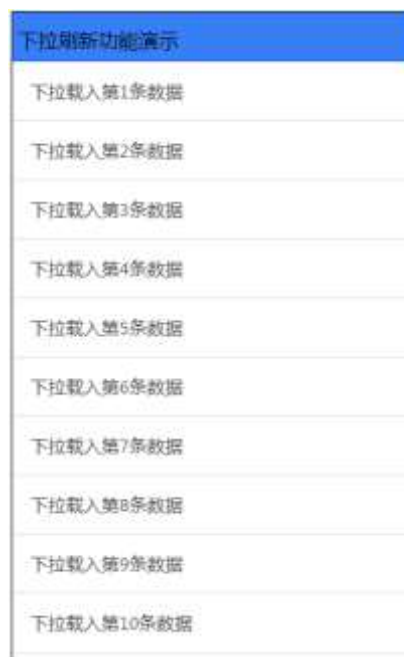 下拉刷新功能演示
下拉载入第1条数据
下拉载入第2条数据
下拉载入第3条数据
下拉载入第4条数据
下拉载入第5条数据
下拉载入第6条数据
下拉载入第7条数据
下拉载入第8条数据
下拉载入第9条数据
下拉载入第10条数据